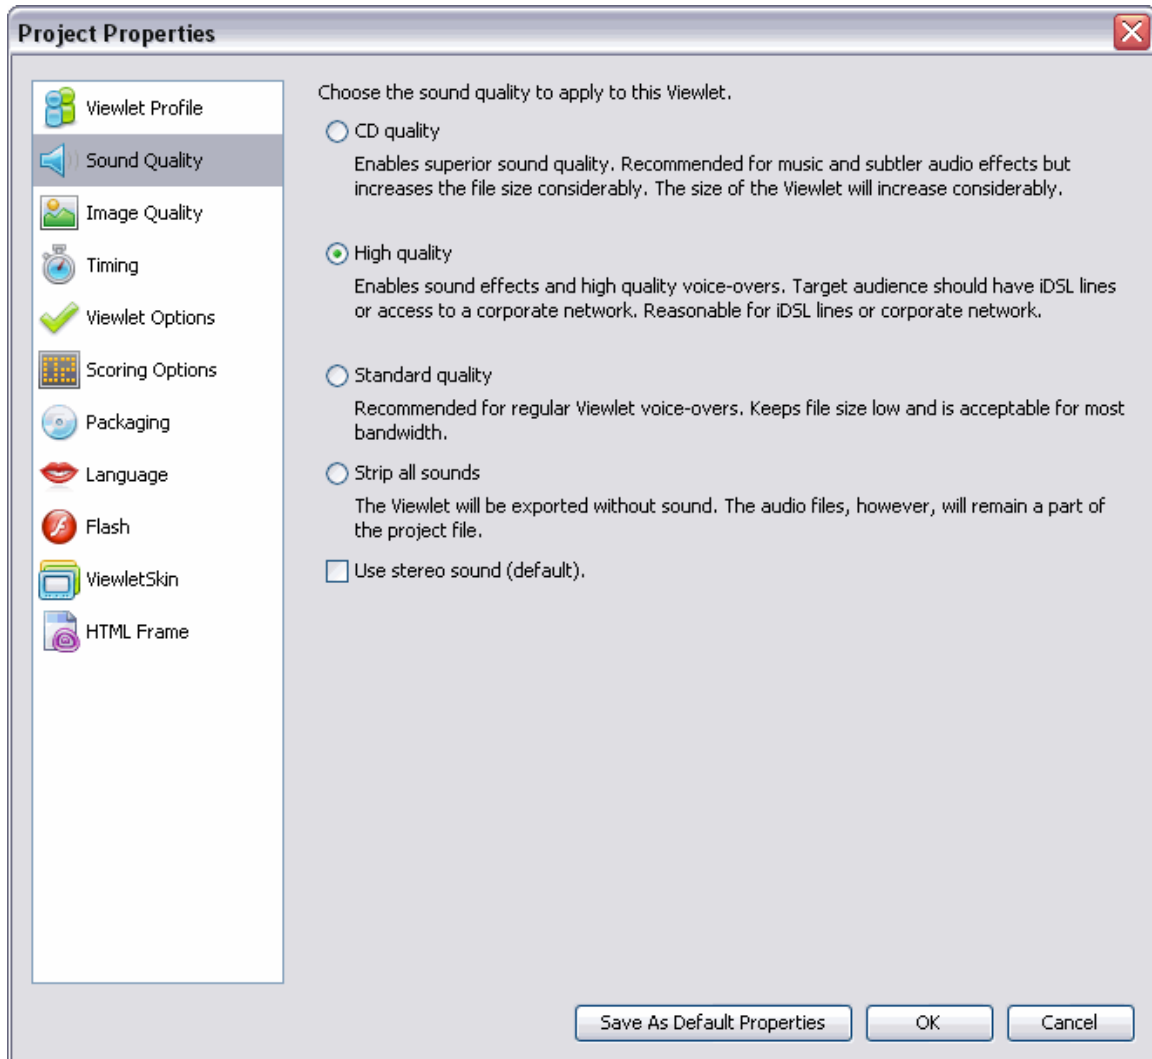 Project Properties
Viewlet Profile
Sound Quality
Image Quality
Timing
Viewlet Options
Scoring Options
Packaging
Language
Flash
ViewletSkin
HTML Frame
Choose the sound quality to apply to this Viewlet.
CD quality
Enables superior sound quality. Recommended for music and subtler audio effects but
increases the file size considerably. The size of the Viewlet will increase considerably.
High quality
Enables sound effects and high quality voice-overs. Target audience should have iDSL lines
or access to a corporate network. Reasonable for iDSL lines or corporate network.
Standard quality
Recommended for regular Viewlet voice-overs. Keeps file size low and is acceptable for most
bandwidth.
Strip all sounds
The Viewlet will be exported without sound. The audio files, however, will remain a part of
the project file.
Use stereo sound (default).
Save As Default Properties
OK
Cancel